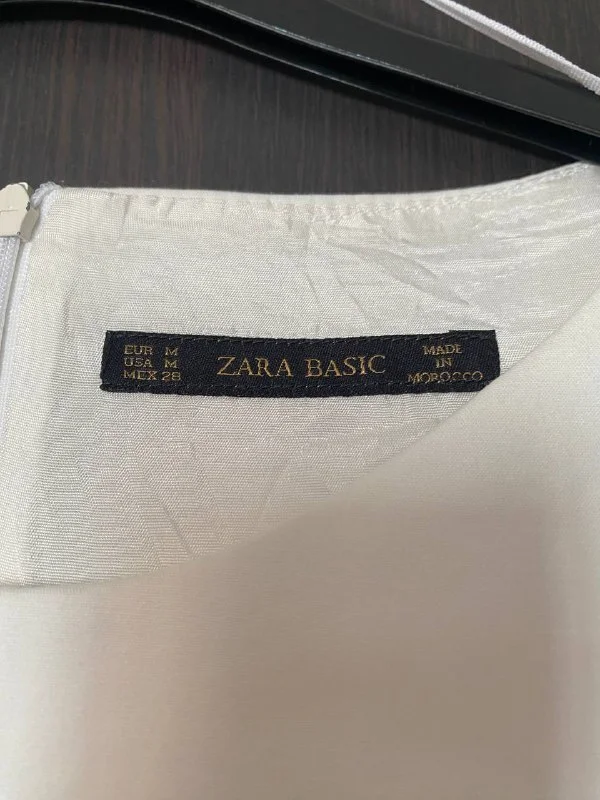 EUR M
USA M
MEX 28
ZARA BASIC
MADE
IN
MOROCCO